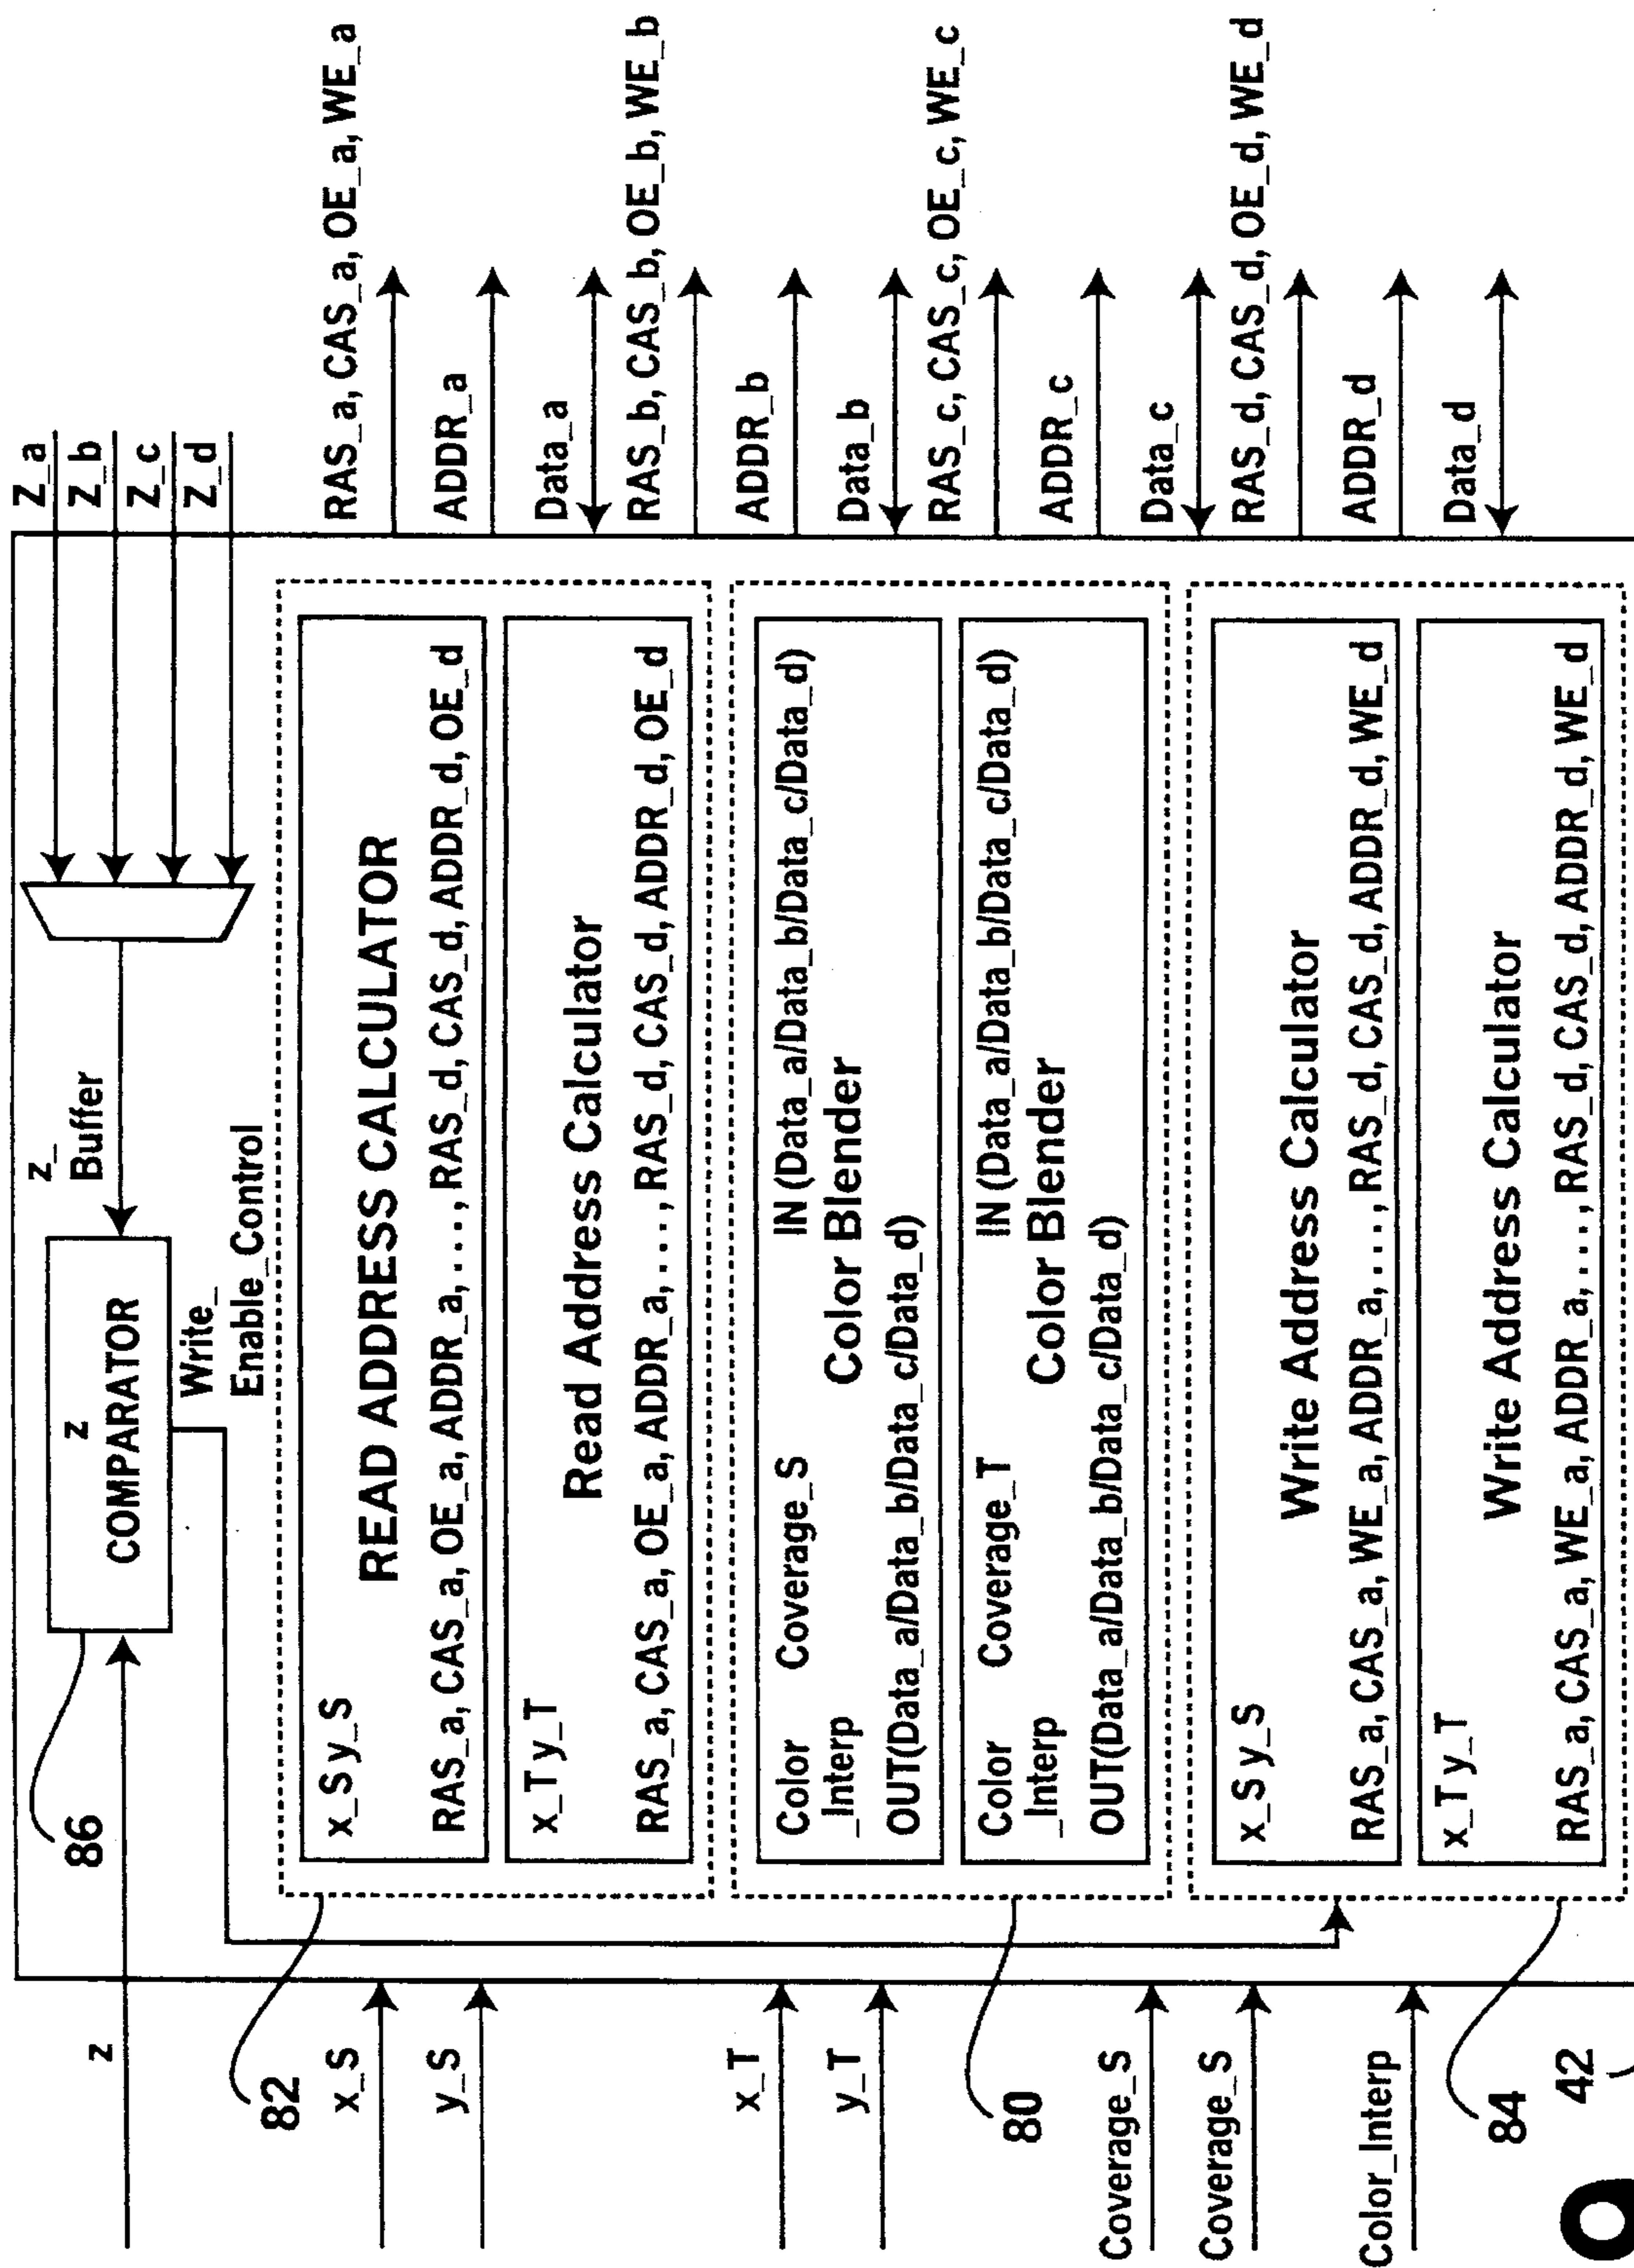 z
86
z
COMPARATOR
z_
Buffer
Z_a
Z_b
Z_c
Z_d
Write_
Enable_Control
82
x_S
y_S
x_S y_S
READ ADDRESS CALCULATOR
RAS_a, CAS_a, OE_a, ADDR_a,..., RAS_d, CAS_d, ADDR_d, OE_d
x_T y_T
Read Address Calculator
RAS_a, CAS_a, OE_a, ADDR_a,..., RAS_d, CAS_d, ADDR_d, OE_d
RAS_a, CAS_a, OE_a, WE_a
ADDR_a
Data_a
RAS_b, CAS_b, OE_b, WE_b
x_T
y_T
80
Color Coverage_S IN (Data_a/Data_b/Data_c/Data_d)
_Interp Color Blender
OUT(Data_a/Data_b/Data_c/Data_d)
Color Coverage_T IN (Data_a/Data_b/Data_c/Data_d)
_Interp Color Blender
OUT(Data_a/Data_b/Data_c/Data_d)
ADDR_b
Data_b
RAS_c, CAS_c, OE_c, WE_c
ADDR_c
Data_c
Coverage_S
Coverage_S
Color_Interp
84
42
x_S y_S
Write Address Calculator
RAS_a, CAS_a, WE_a, ADDR_a,..., RAS_d, CAS_d, ADDR_d, WE_d
x_T y_T
Write Address Calculator
RAS_a, CAS_a, WE_a, ADDR_a,..., RAS_d, CAS_d, ADDR_d, WE_d
RAS_d, CAS_d, OE_d, WE_d
ADDR_d
Data_d